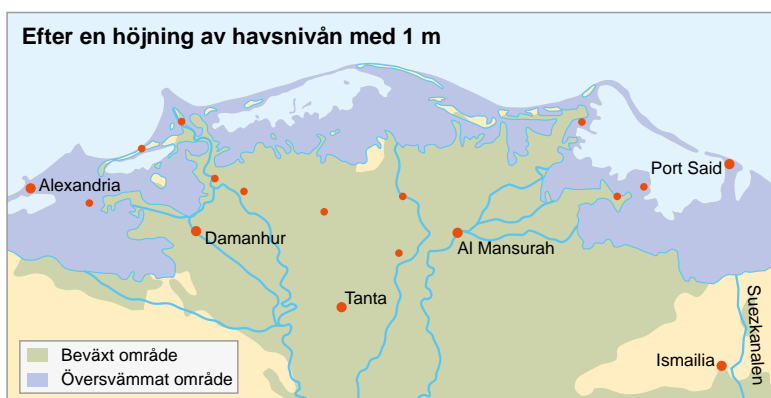 Efter en höjning av havsnivån med 1 m
Port Said
Alexandria
Damanhur
Al Mansurah
Tanta
Suezkanalen
Ismailia
Beväxt område
Översvämmat område